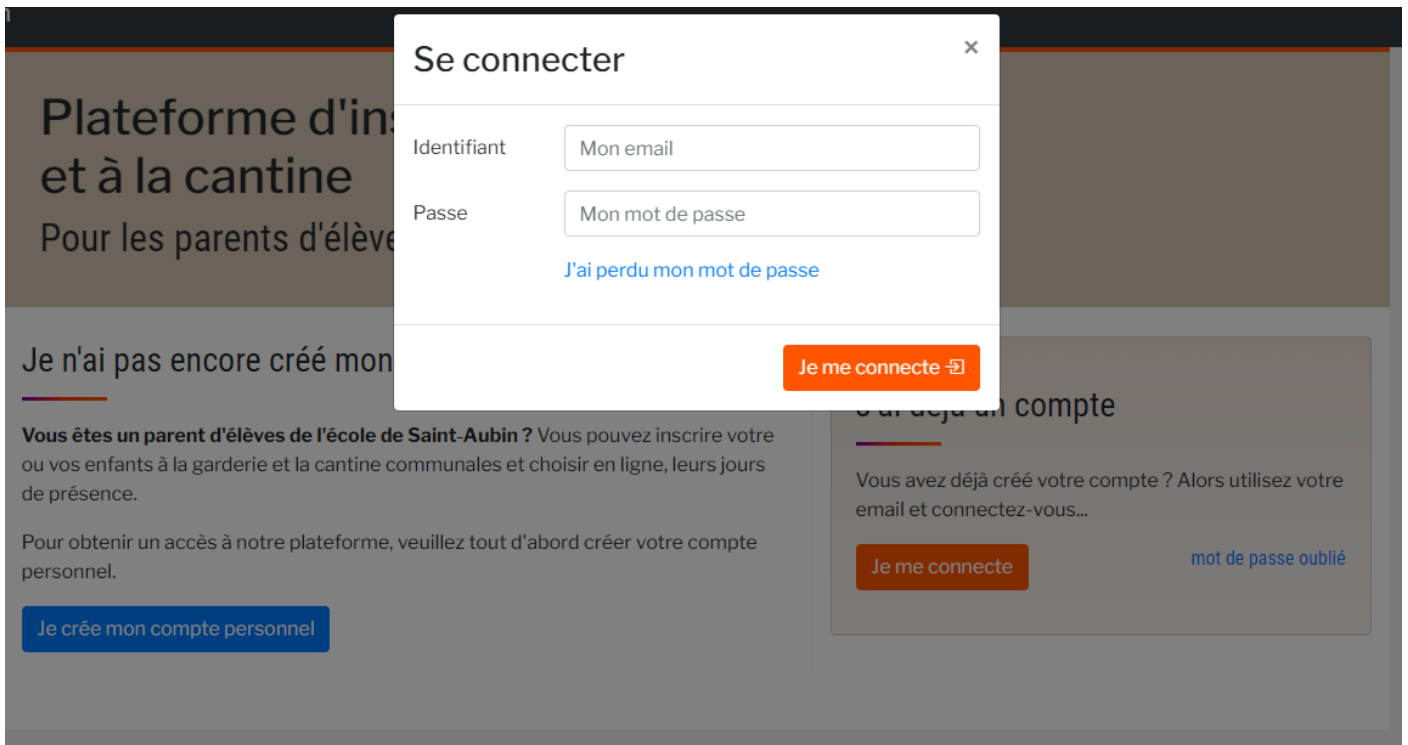 Se connecter
×
Identifiant
Mon email
Passe
Mon mot de passe
J'ai perdu mon mot de passe
Je me connecte
Plateforme d'in
et à la cantine
Pour les parents d'élève
Je n'ai pas encore créé mon
Vous êtes un parent d'élèves de l'école de Saint-Aubin ? Vous pouvez inscrire votre
ou vos enfants à la garderie et la cantine communales et choisir en ligne, leurs jours
de présence.
Pour obtenir un accès à notre plateforme, veuillez tout d'abord créer votre compte
personnel.
Je crée mon compte personnel
J'ai déjà un compte
Vous avez déjà créé votre compte ? Alors utilisez votre
email et connectez-vous...
Je me connecte
mot de passe oublié